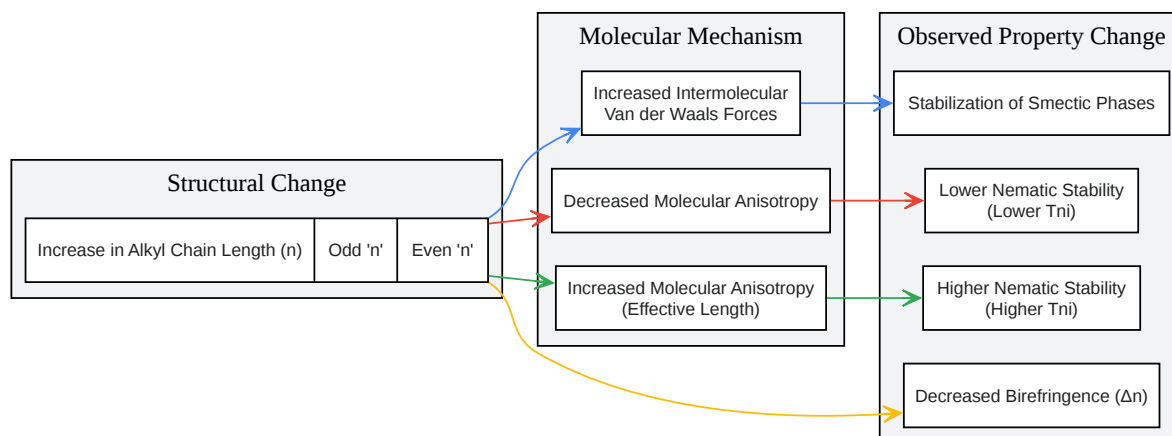 Structural Change
Increase in Alkyl Chain Length (n)
Odd 'n'
Even 'n'
Molecular Mechanism
Increased Intermolecular
Van der Waals Forces
Decreased Molecular Anisotropy
Increased Molecular Anisotropy
(Effective Length)
Observed Property Change
Stabilization of Smectic Phases
Lower Nematic Stability
(Lower Tni)
Higher Nematic Stability
(Higher Tni)
Decreased Birefringence (Δn)